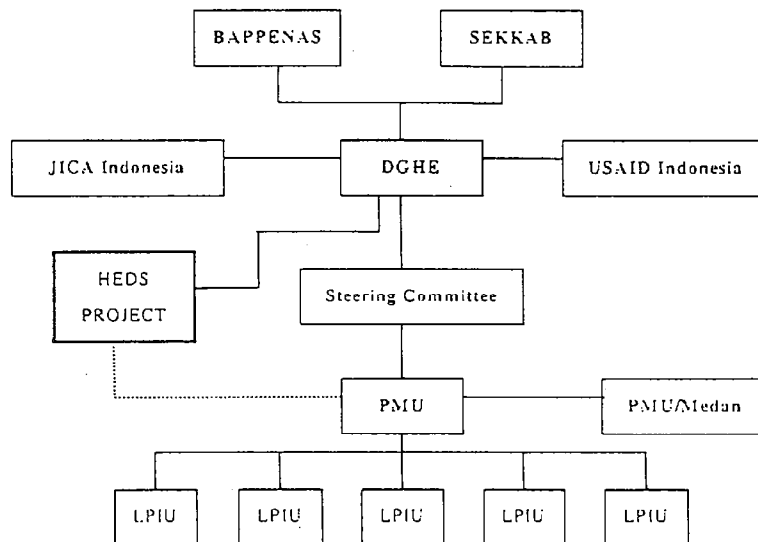 BAPPENAS
SEKKAB
JICA Indonesia
DGHE
USAID Indonesia
HEDS
PROJECT
Steering Committee
PMU
PMU/Medan
LPIU
LPIU
LPIU
LPIU
LPIU